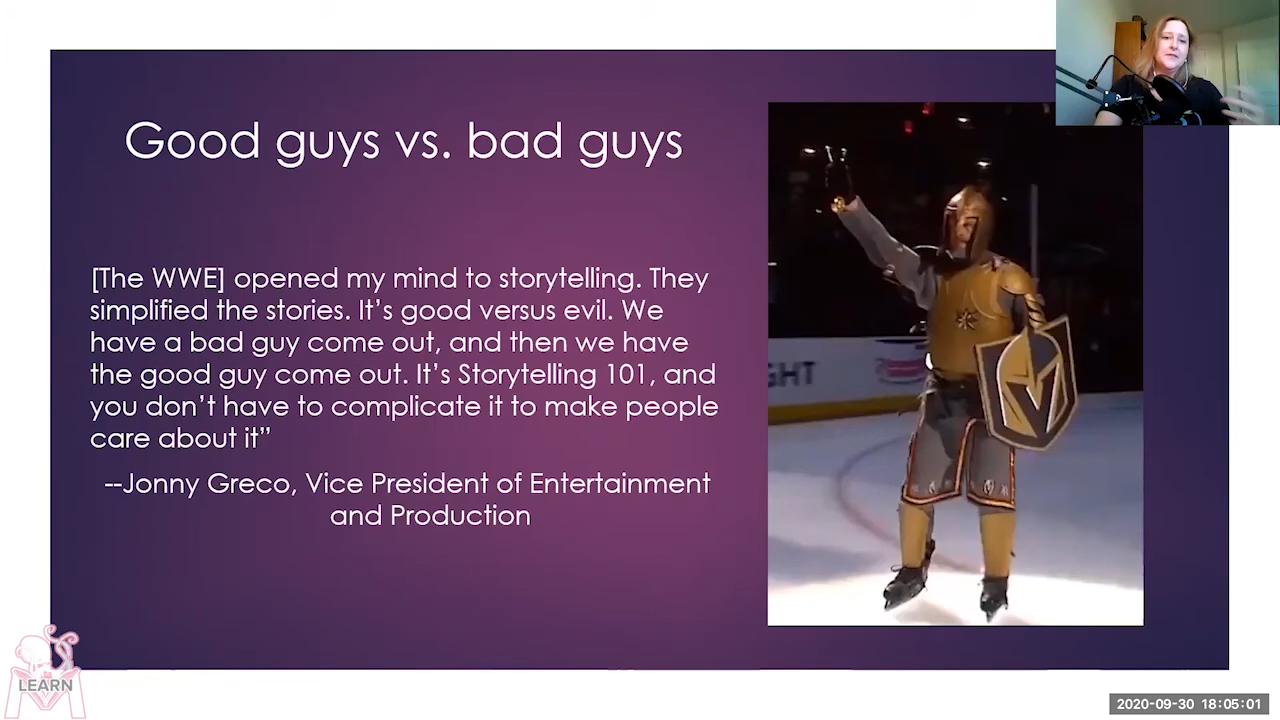 Good guys vs. bad guys
[The WWE] opened my mind to storytelling. They
simplified the stories. It’s good versus evil. We
have a bad guy come out, and then we have
the good guy come out. It’s Storytelling 101, and
you don’t have to complicate it to make people
care about it”
--Jonny Greco, Vice President of Entertainment
and Production
GHT
LEARN
2020-09-30 18:05:01